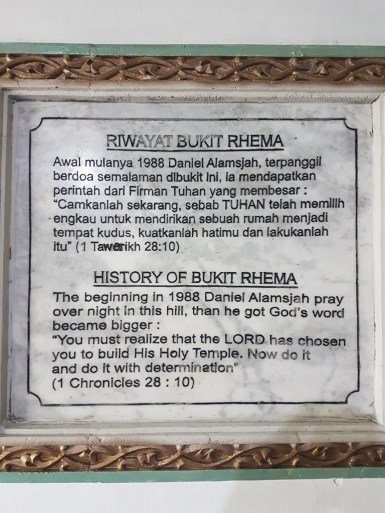 RIWAYAT BUKIT RHEMA
Awal mulanya 1988 Daniel Alamsjah, terpanggil
berdoa semalaman dibukit ini, ia mendapatkan
perintah dari Firman Tuhan yang membesar :
"Camkanlah sekarang, sebab TUHAN telah memilih
engkau untuk mendirikan sebuah rumah menjadi
tempat kudus, kuatkanlah hatimu dan lakukanlah
itu" (1 Tawarikh 28:10)
HISTORY OF BUKIT RHEMA
The beginning in 1988 Daniel Alamsjah pray
over night in this hill, than he got God's word
became bigger :
"You must realize that the LORD has chosen
you to build His Holy Temple. Now do it
and do it with determination"
(1 Chronicles 28 : 10)